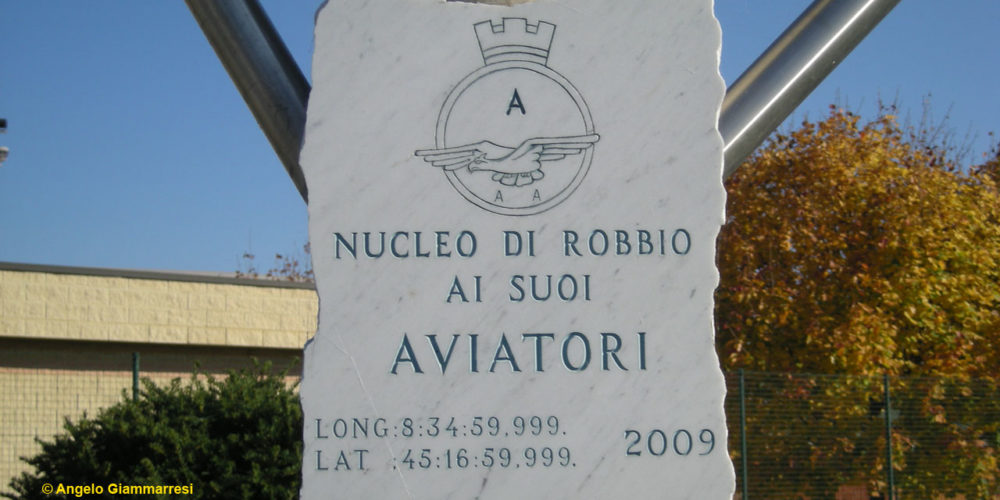 A
A A
NUCLEO DI ROBBIO
AI SUOI
AVIATORI
LONG:8:34:59,999.
LAT :45:16:59,999.
2009
© Angelo Giammarresi